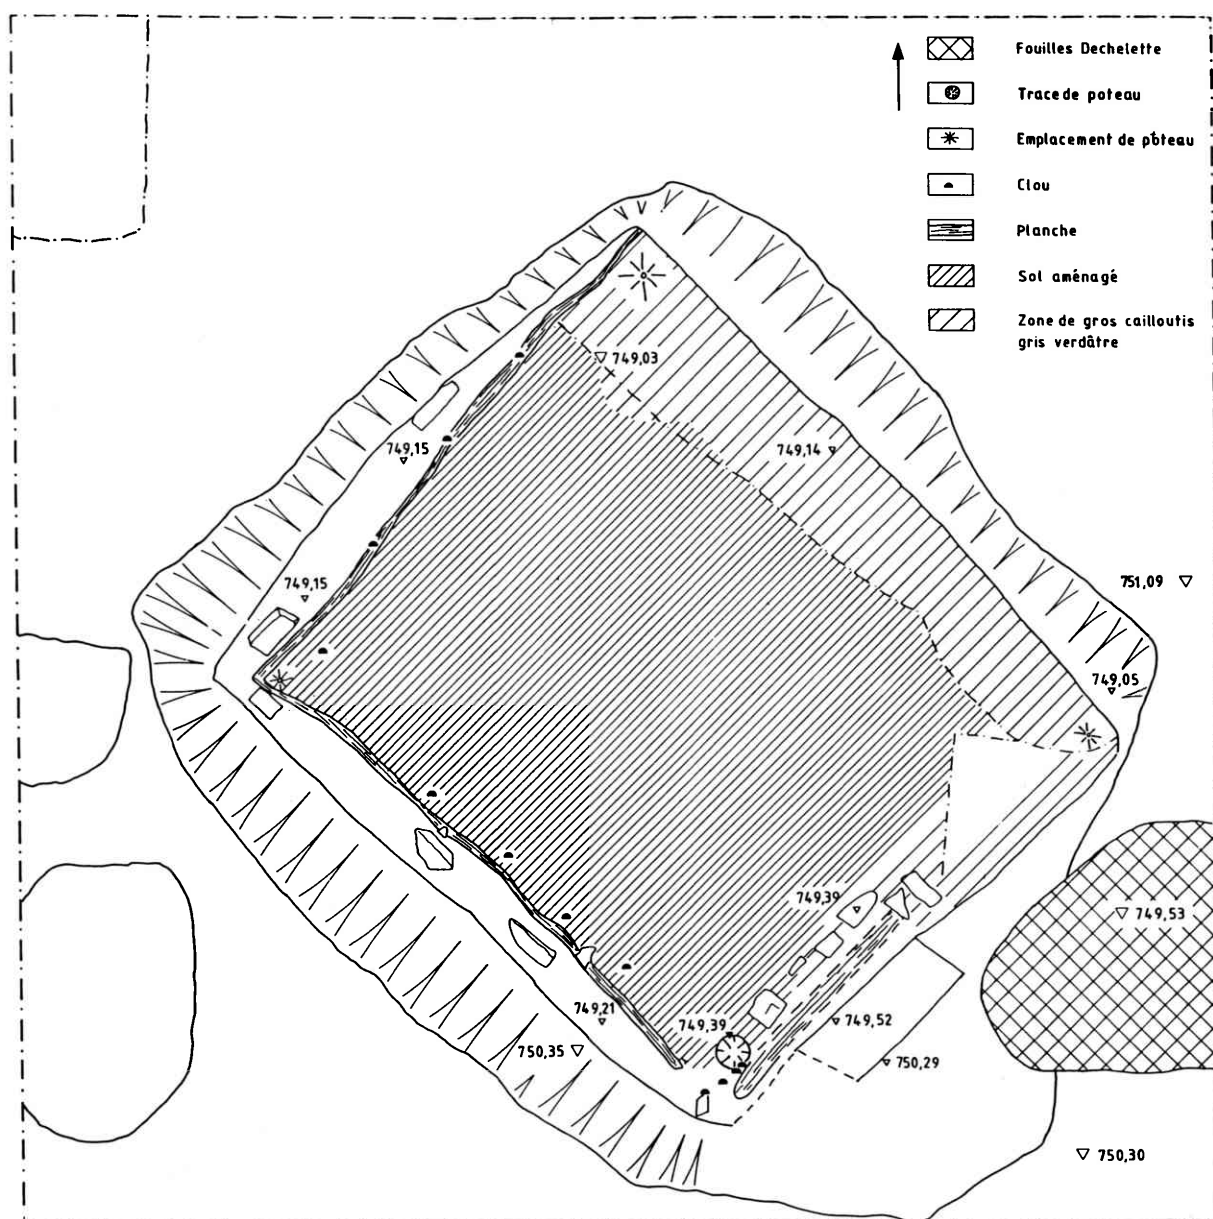 Fouilles Dechelette
Trace de poteau
Emplacement de pôteau
Clou
Planche
Sol aménagé
Zone de gros cailloutis
gris verdâtre
749,03
749,15
749,14
749,15
751,09
749,05
749,39
749,53
749,21
749,39
749,52
750,35
750,29
750,30